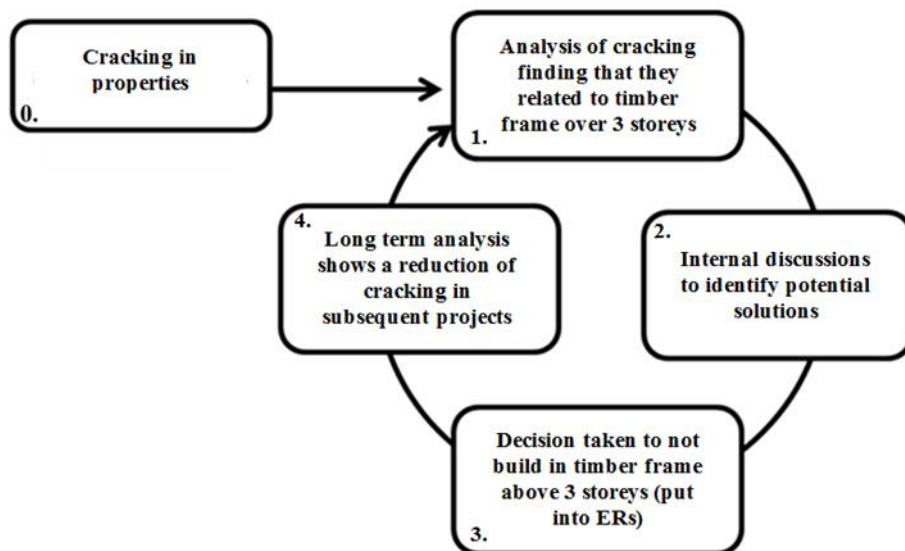 Cracking in
properties
0.
Analysis of cracking
finding that they
related to timber
frame over 3 storeys
1.
2.
Internal discussions
to identify potential
solutions
Decision taken to not
build in timber frame
above 3 storeys (put
into ERs)
3.
4.
Long term analysis
shows a reduction of
cracking in
subsequent projects